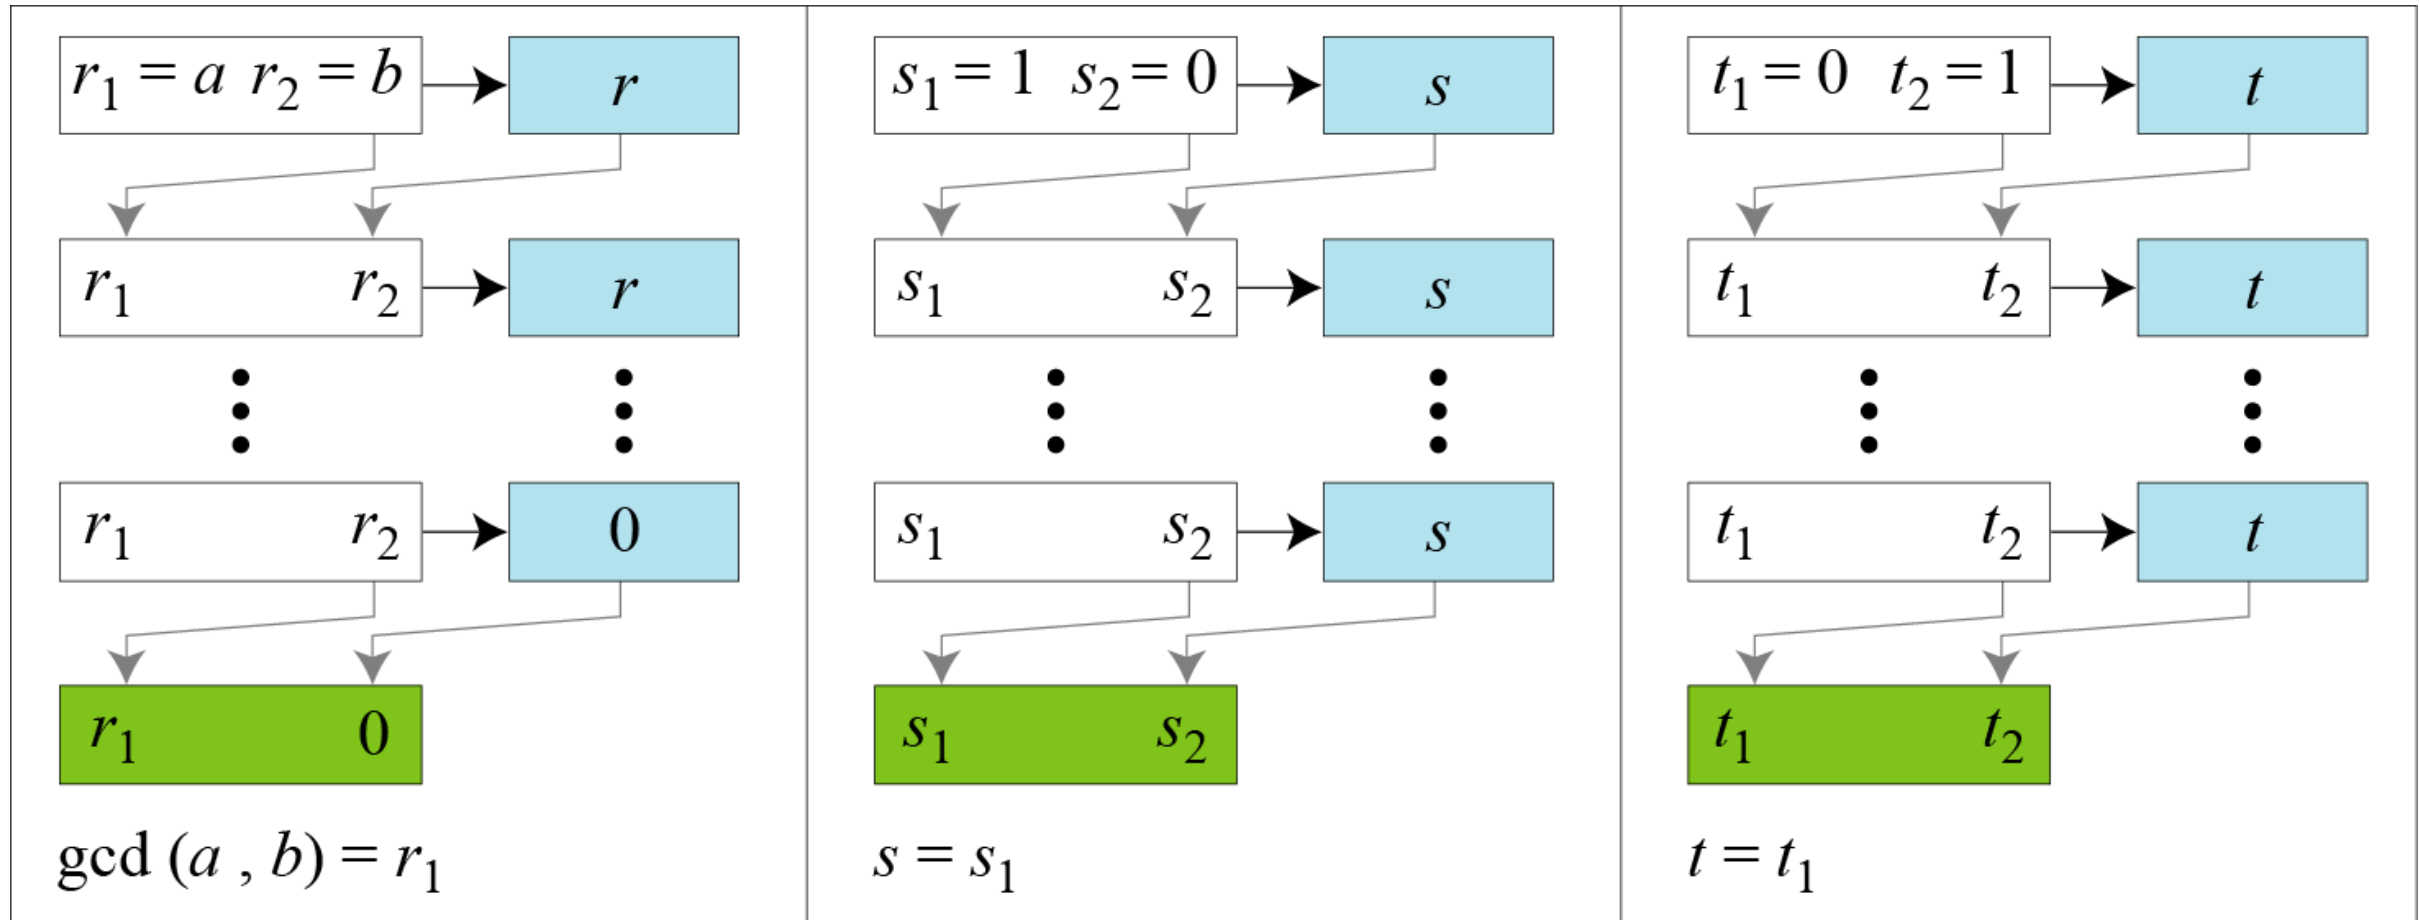 r₁ = a r₂ = b r
r₁ r₂ r
r₁ r₂ 0
r₁ 0
gcd (a , b) = r₁
s₁ = 1 s₂ = 0 s
s₁ s₂ s
s₁ s₂ s
s₁ s₂
s = s₁
t₁ = 0 t₂ = 1 t
t₁ t₂ t
t₁ t₂ t
t₁ t₂
t = t₁